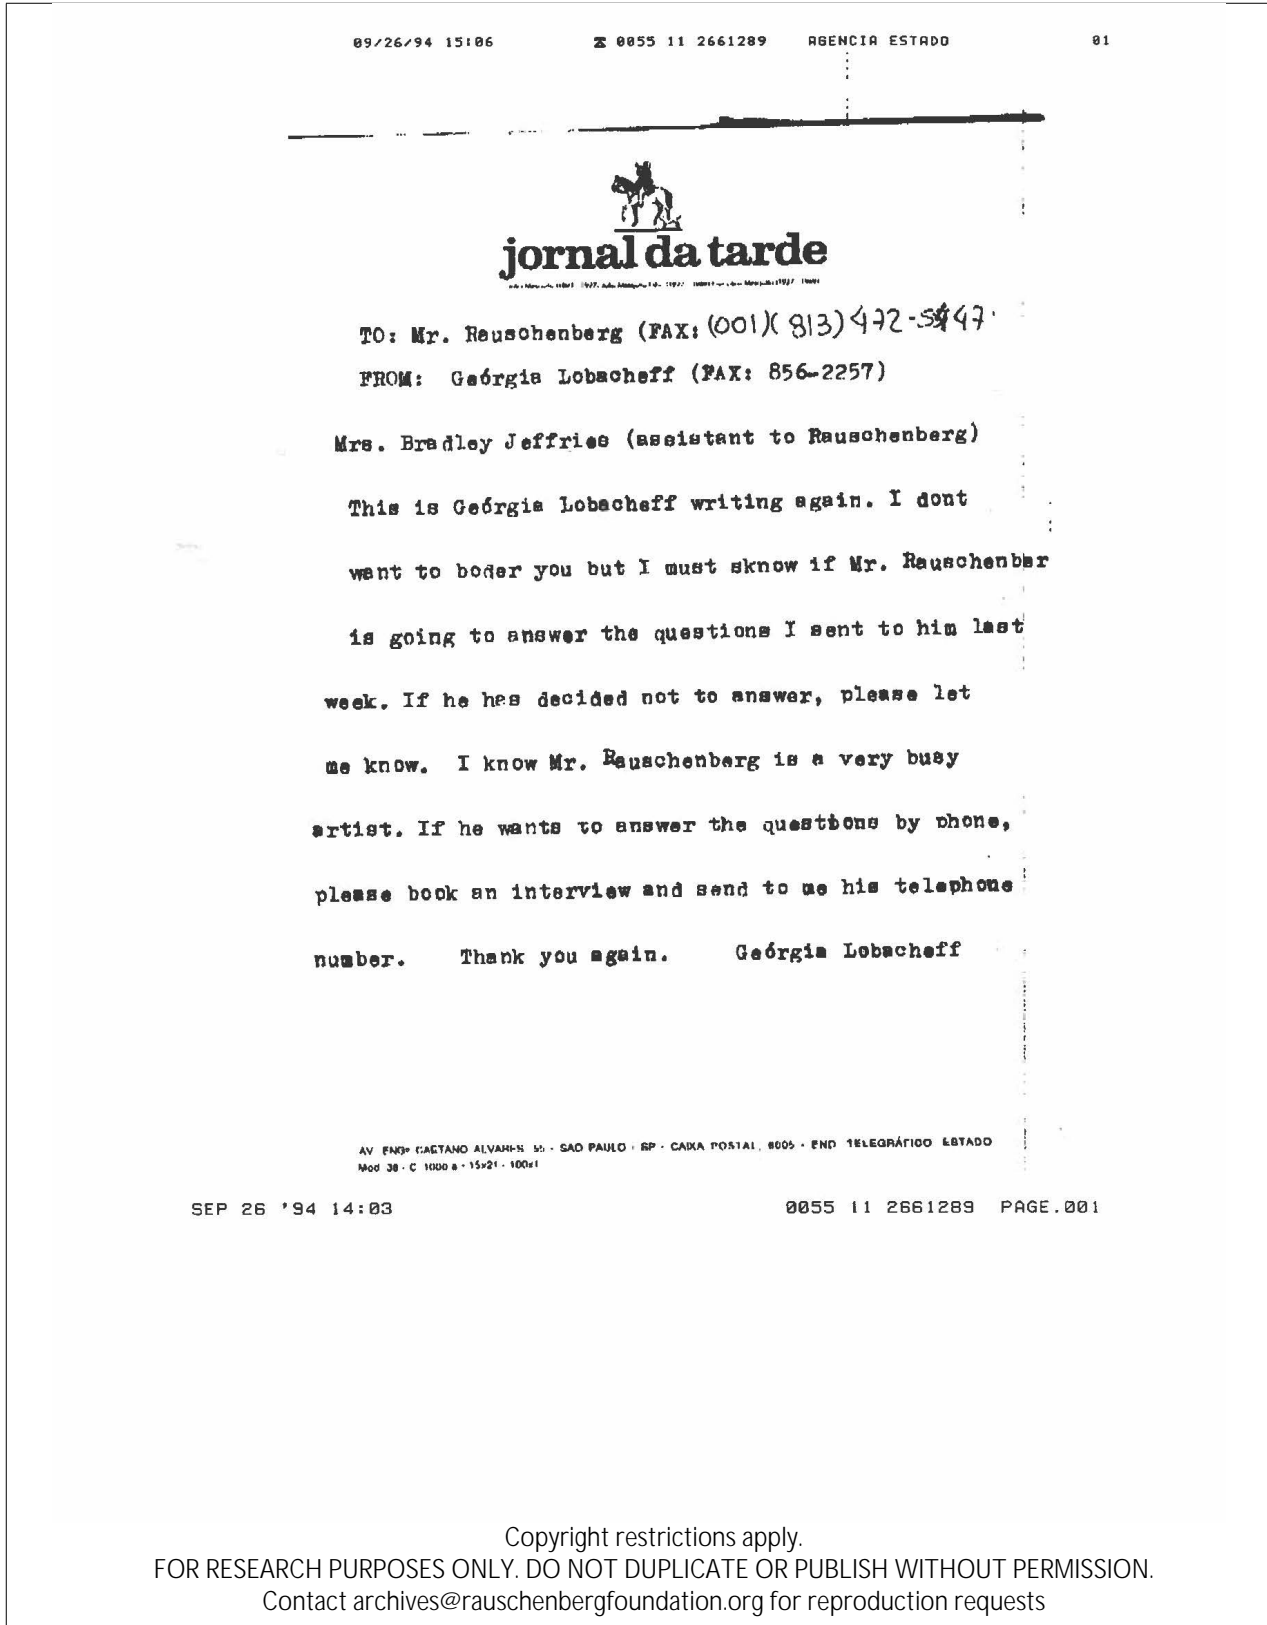 09/26/94 15:06 ☎ 0055 11 2661289 AGENCIA ESTADO 01
jornal da tarde
TO: Mr. Rauschenberg (FAX: (001)( 813) 472-5147.
FROM: Geórgia Lobacheff (FAX: 856-2257)
Mrs. Bradley Jeffries (assistant to Rauschenberg)
This is Geórgia Lobacheff writing again. I dont
want to boder you but I must sknow if Mr. Rauschenber
is going to answer the questions I sent to him last
week. If he has decided not to answer, please let
me know. I know Mr. Rauschenberg is a very busy
artist. If he wants to answer the questions by phone,
please book an interview and send to me his telephone
number. Thank you again. Geórgia Lobacheff
AV ENGº CAETANO ALVARES 55 - SAO PAULO - SP - CAIXA POSTAL, 8005 - END TELEGRÁFICO ESTADO
Mod 38 - C 1000 - 15x21 - 100x1
SEP 26 '94 14:03 0055 11 2661289 PAGE.001
Copyright restrictions apply.
FOR RESEARCH PURPOSES ONLY. DO NOT DUPLICATE OR PUBLISH WITHOUT PERMISSION.
Contact archives@rauschenbergfoundation.org for reproduction requests